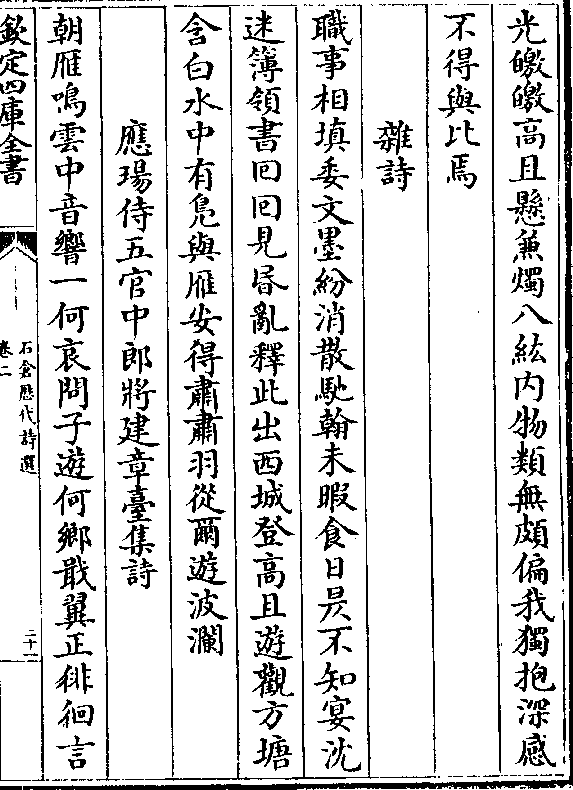 光皦皦高且懸兼燭八紘内物類無頗偏我獨抱深感
不得與比焉
雜詩
職事相填委文墨紛消散馳翰未暇食日昃不知宴沈
迷簿領書回回見昏亂釋此出西城登高且遊觀方塘
含白水中有鳬與雁安得肅肅羽從爾遊波瀾
應瑒侍五官中郎將建章臺集詩
朝雁鳴雲中音響一何哀問子遊何鄉戢翼正徘徊言
欽定四庫全書
石倉歷代詩選
卷二
二十一